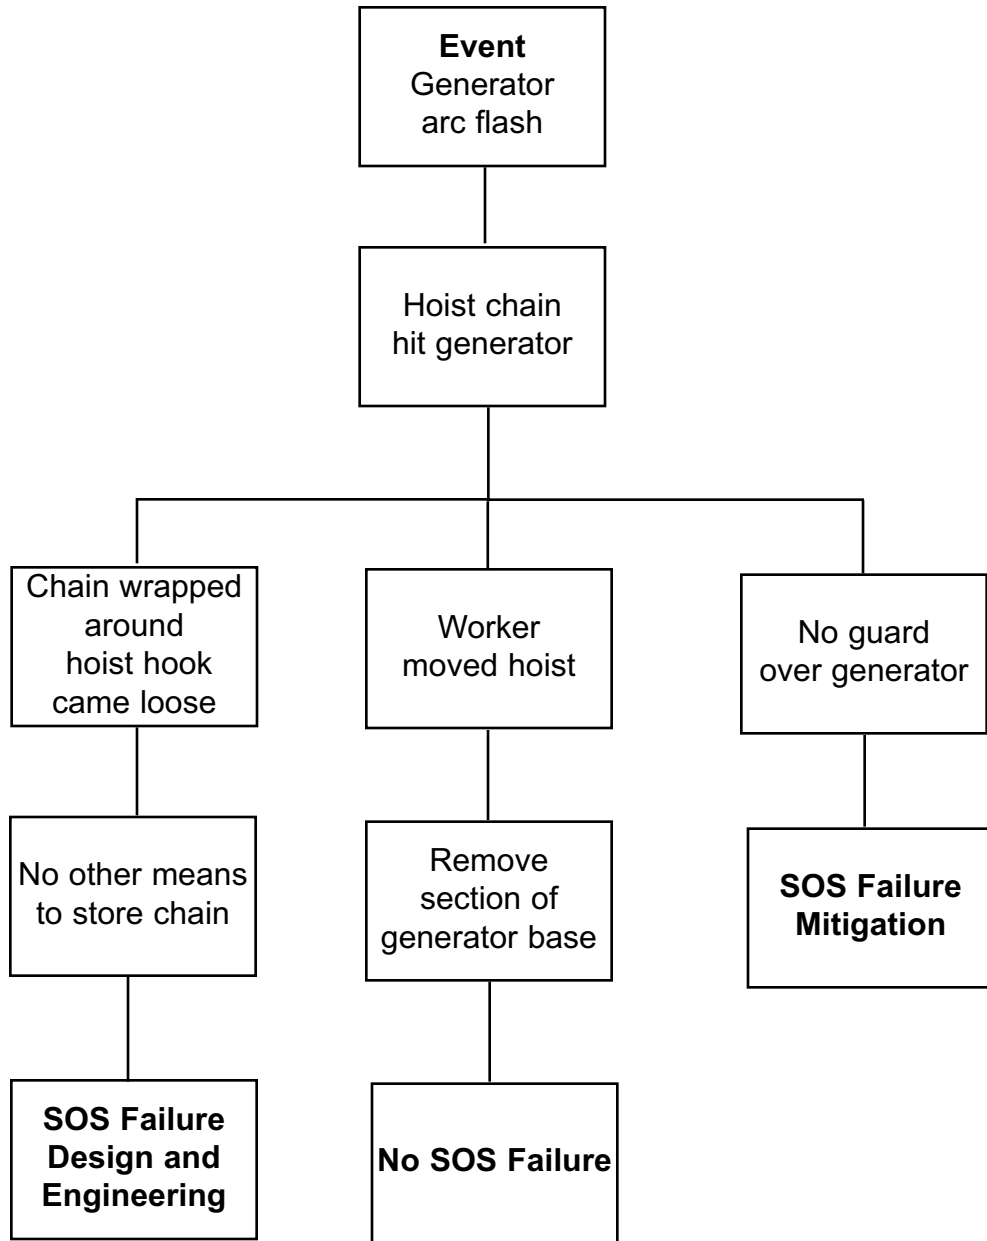 Event
Generator
arc flash
Hoist chain
hit generator
Chain wrapped
around
hoist hook
came loose
Worker
moved hoist
No guard
over generator
No other means
to store chain
Remove
section of
generator base
SOS Failure
Mitigation
SOS Failure
Design and
Engineering
No SOS Failure